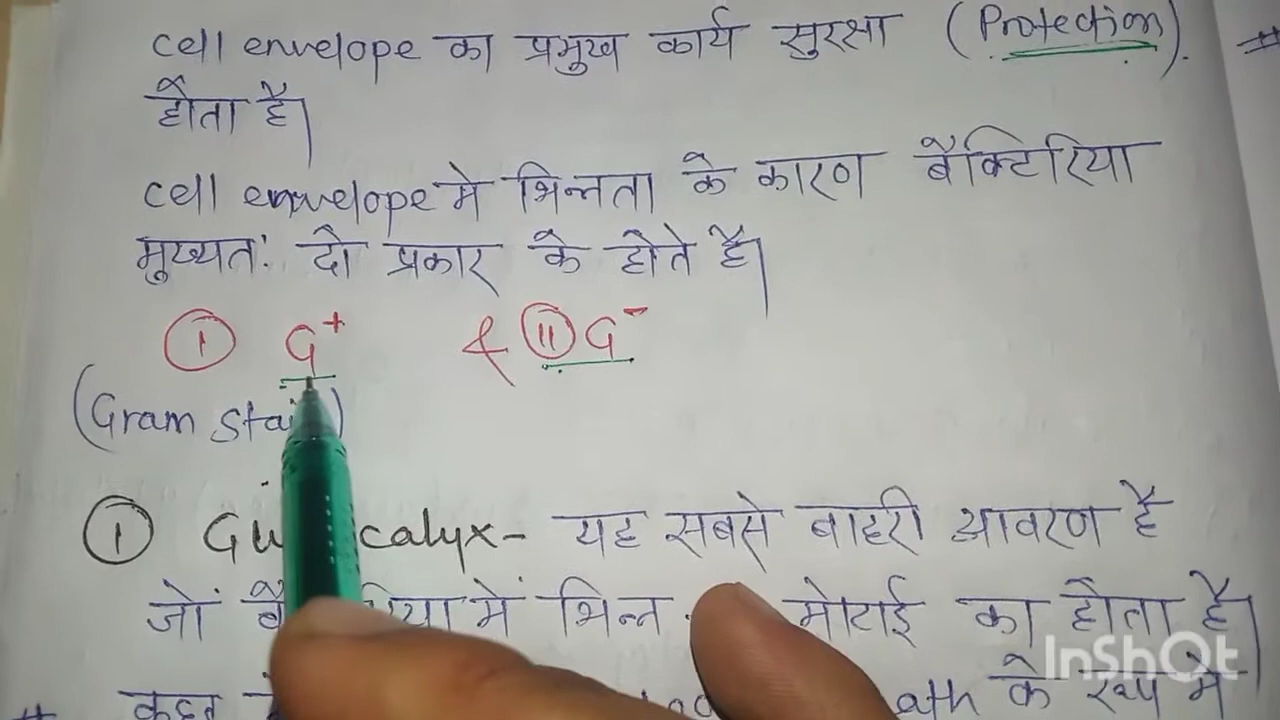 cell envelope का प्रमुख कार्य सुरक्षा (Protection).
होता है।
cell envelope मे भिन्नता के कारण बैक्टिरिया
मुख्यत: दो प्रकार के होते है।
① G⁺ & ⑪ G⁻
(Gram Stai)
① calyx- यह सबसे बाहरी आवरण है
जों में भिन्न मोटाई का होता है।
कुछ के रूप मे
InShOt